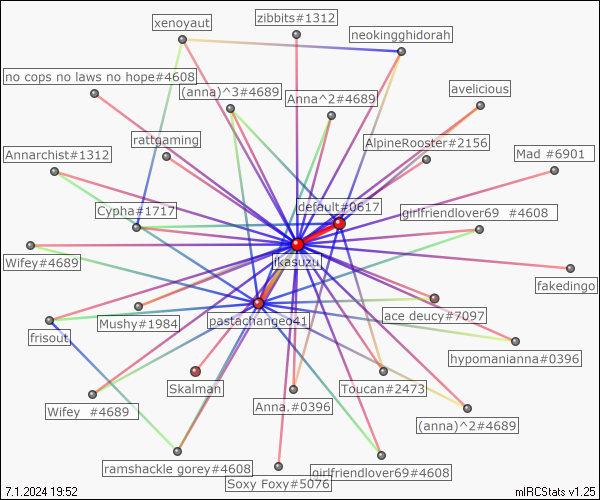 zibbits#1312
xenoyaut
neokingghidorah
no cops no laws no hope#4608
(anna)^3#4689
Anna^2#4689
avelicious
rattgaming
AlpineRooster#2156
Annarchist#1312
Mad #6901
default#0617
Cypha#1717
girlfriendlover69 #4608
Wifey#4689
ikasuzu
fakedingo
Mushy#1984
pastachangeo41
ace deucy#7097
frisout
hypomanianna#0396
Skalman
Toucan#2473
Wifey #4689
Anna.#0396
(anna)^2#4689
ramshackle gorey#4608
girlfriendlover69#4608
Soxy Foxy#5076
7.1.2024 19:52
mIRCStats v1.25